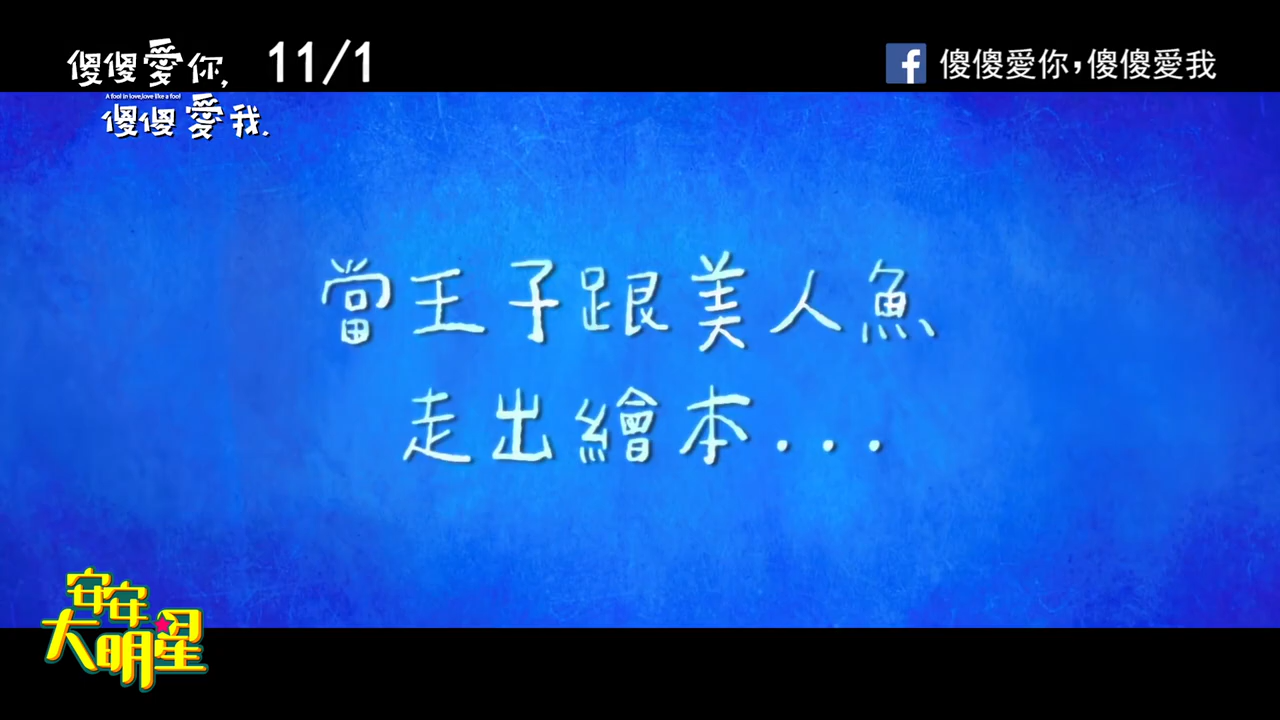 傻傻愛你,
A fool in love,love like a fool
傻傻愛我.
11/1
傻傻愛你,傻傻愛我
當王子跟美人魚
走出繪本...
安安
大明星